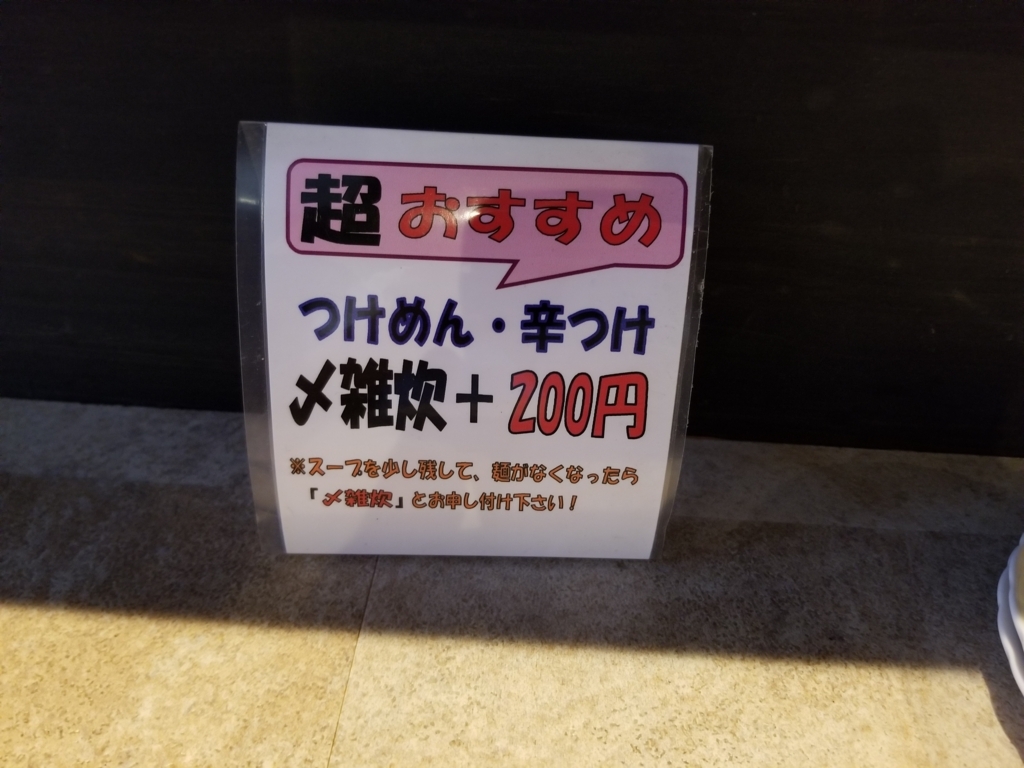 超 おすすめ
つけめん・辛つけ
〆雑炊＋200円
※スープを少し残して、麺がなくなったら
「〆雑炊」とお申し付け下さい！